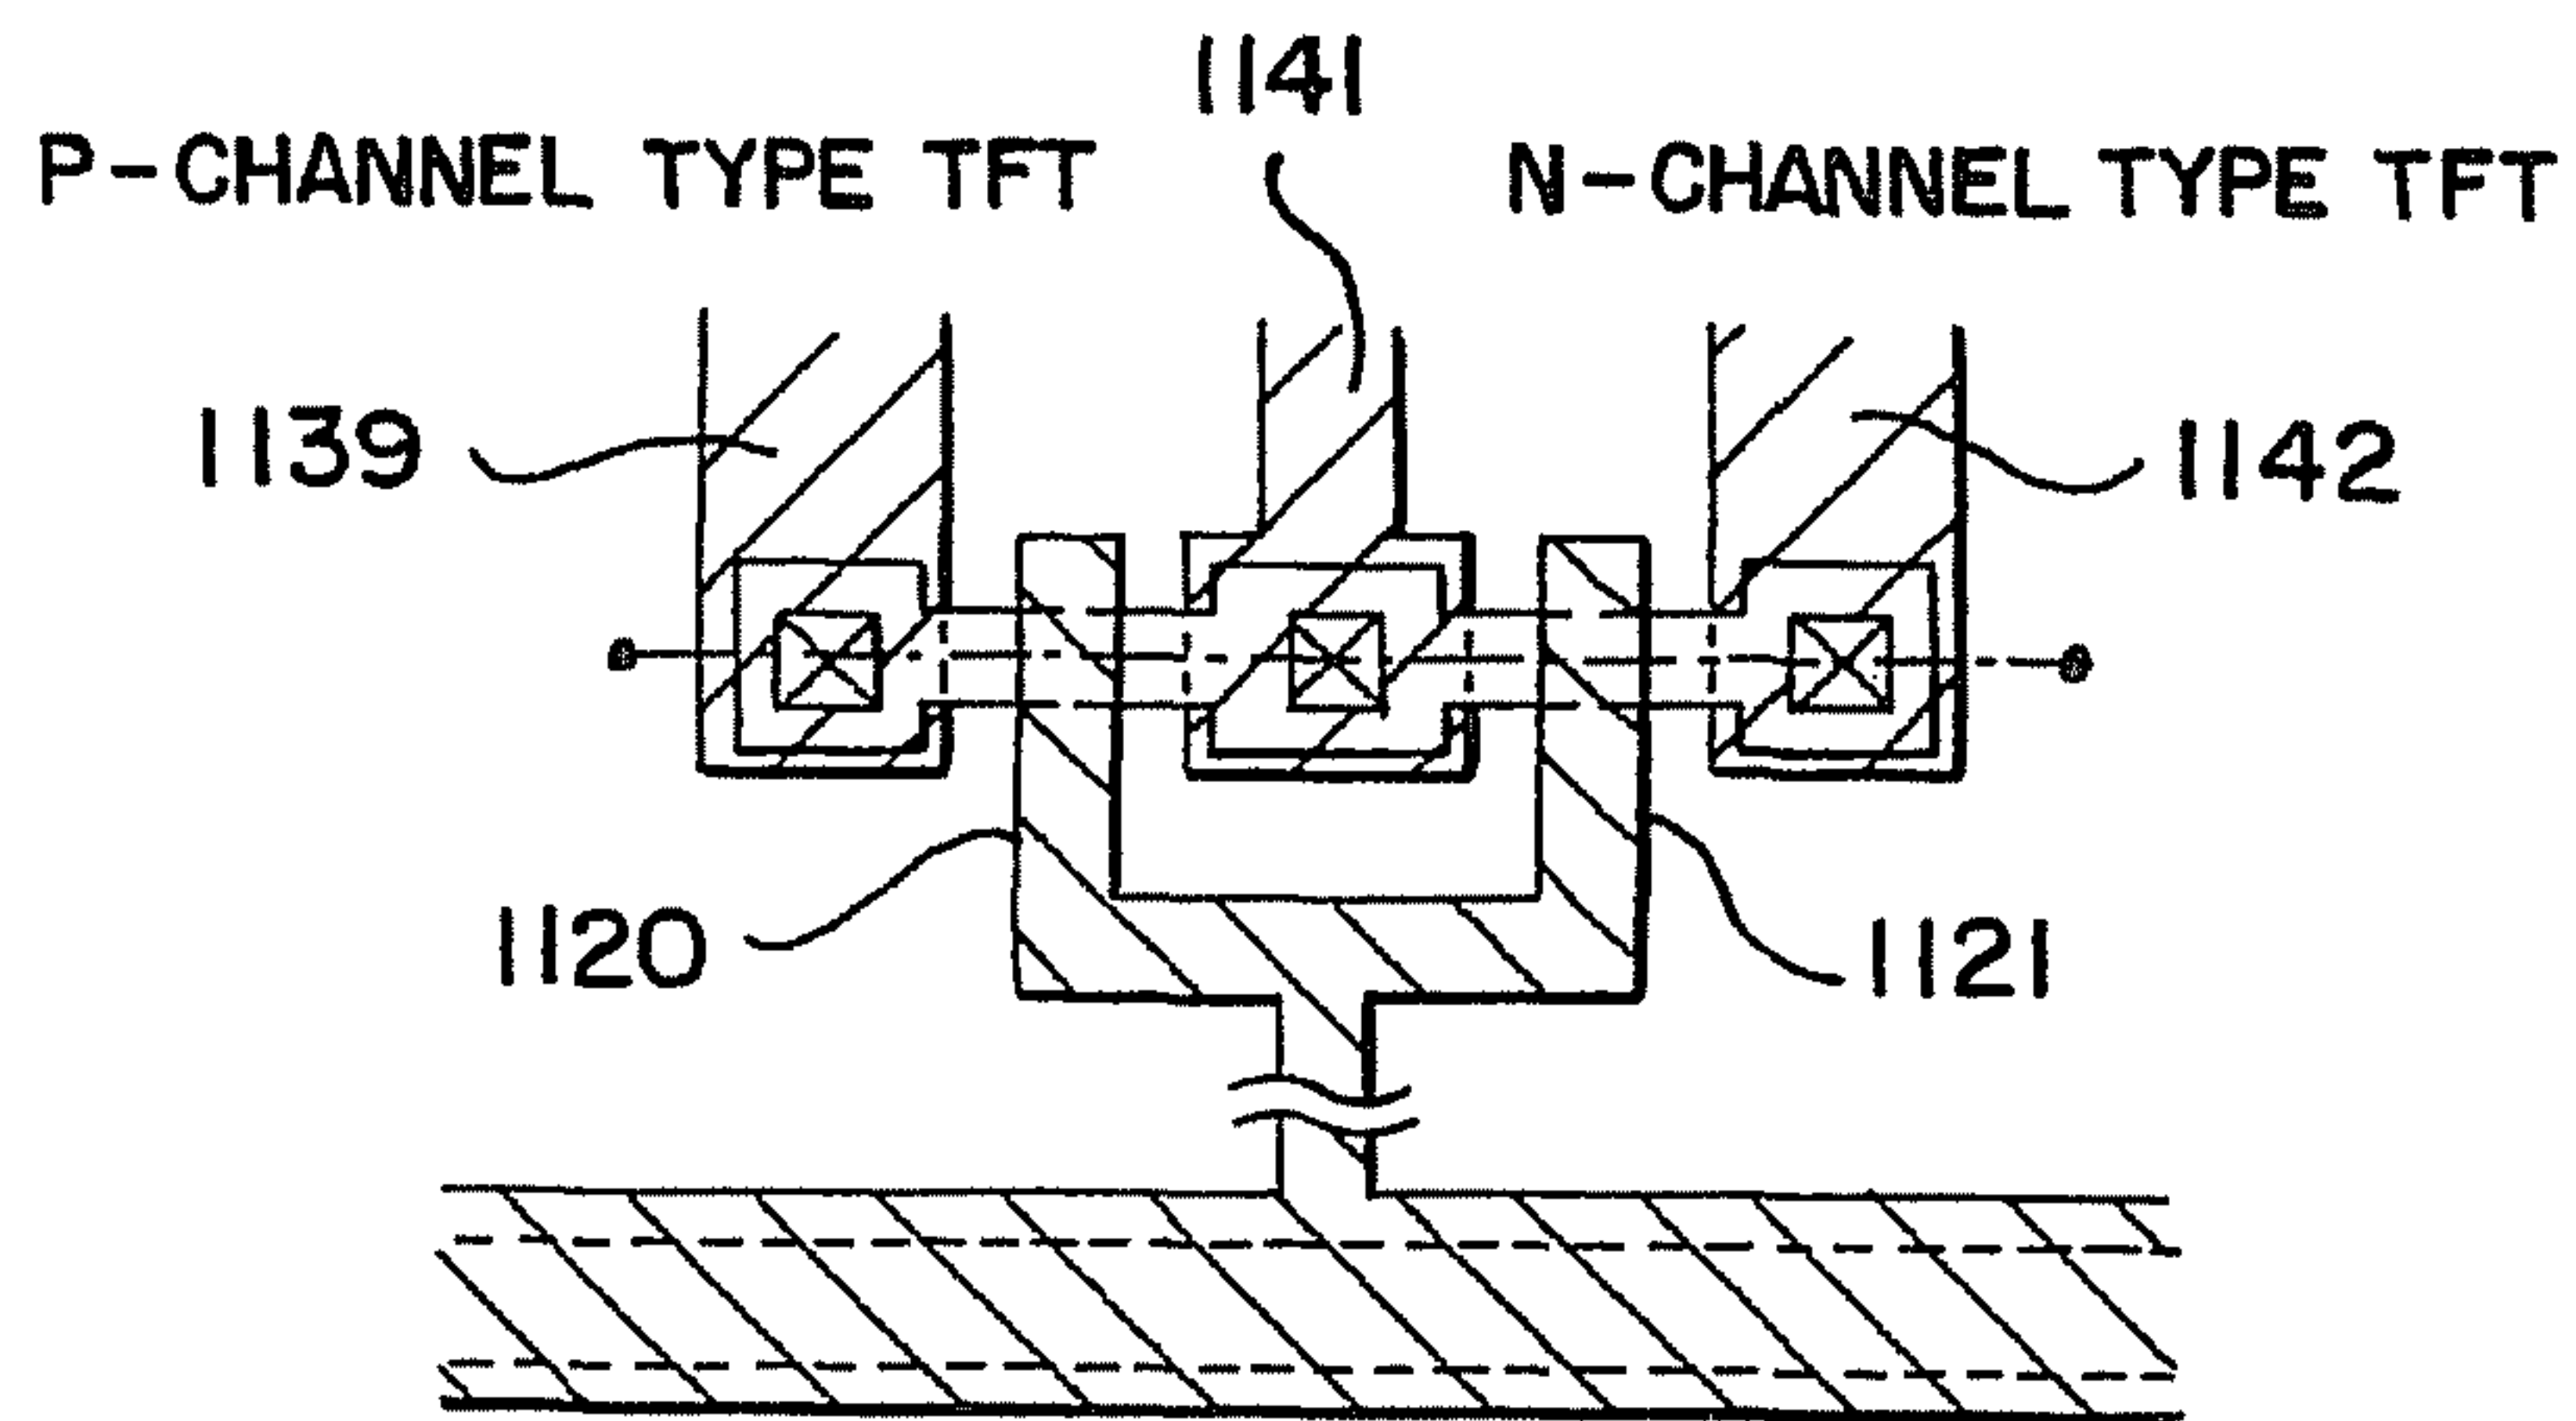 1141
P-CHANNEL TYPE TFT
N-CHANNEL TYPE TFT
1139
1142
1120
1121